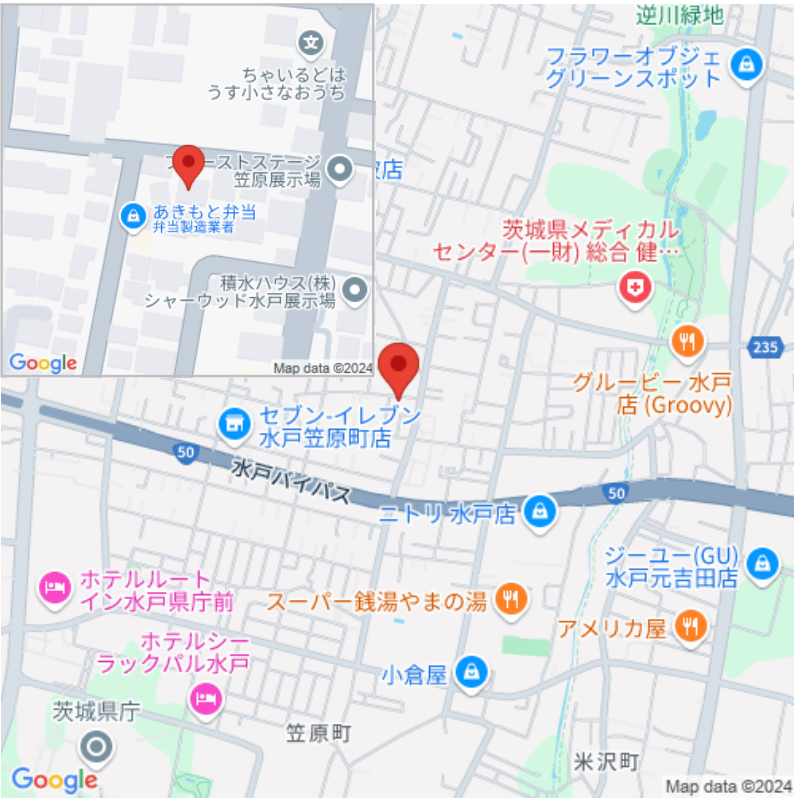 文
ちゃいるどは
うす小さなおうち
ーストステージ
笠原展示場
あきもと弁当
弁当製造業者
積水ハウス(株)
シャーウッド水戸展示場
Google
Map data ©2024
逆川緑地
フラワーオブジェ
グリーンスポット
店
茨城県メディカル
センター(一財) 総合 健…
235
グルービー 水戸
店 (Groovy)
セブン-イレブン
水戸笠原町店
50
水戸バイパス
50
ニトリ 水戸店
ジーユー(GU)
水戸元吉田店
ホテルルート
イン水戸県庁前
スーパー銭湯やまの湯
アメリカ屋
ホテルシー
ラックパル水戸
小倉屋
茨城県庁
笠原町
米沢町
Google
Map data ©2024